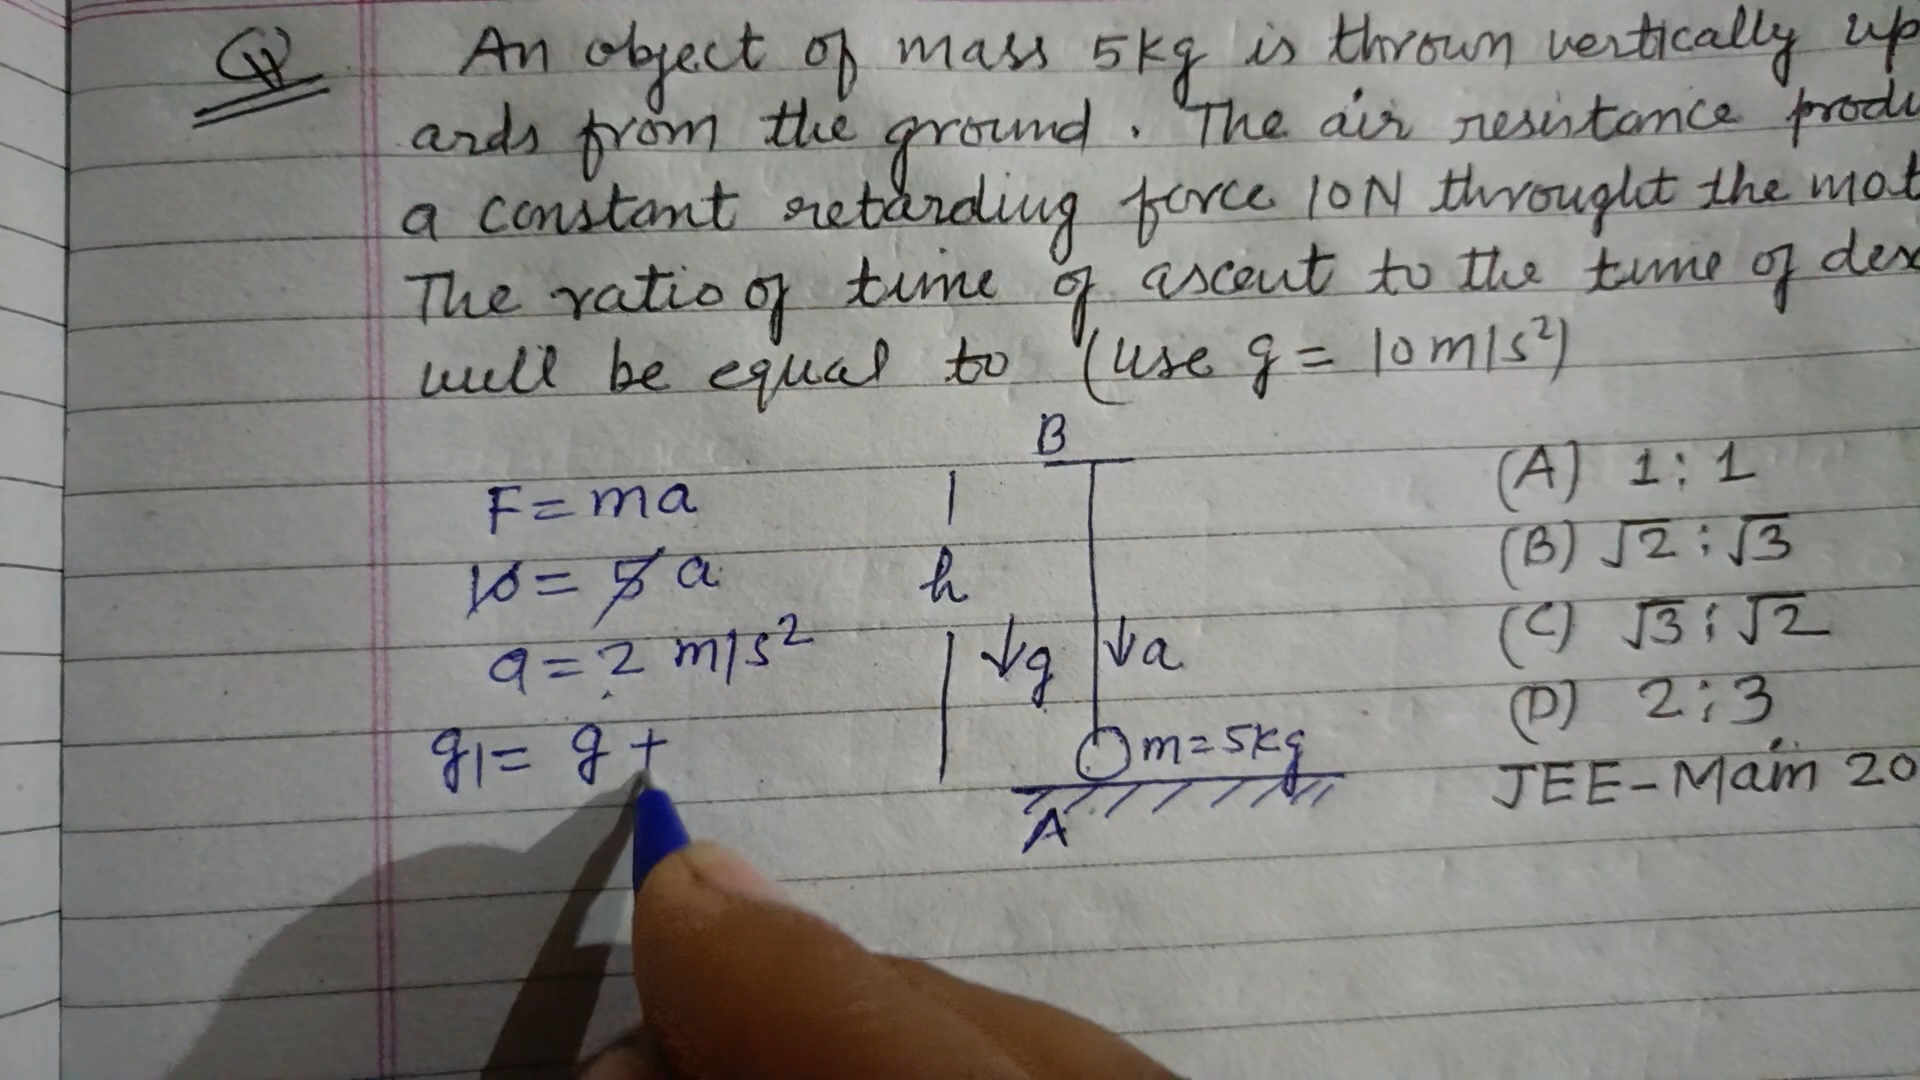 Q
An object of mass 5kg is thrown vertically up
ards from the ground. The air resistance produ
a constant retarding force 10N throught the mot
The ratio of time of ascent to the time of des
will be equal to (use g = 10m/s²)
B
F = ma
10 = 5 a
a = 2 m/s²
g1 = g +
h
↓g ↓a
m = 5kg
A
(A) 1 : 1
(B) √2 : √3
(C) √3 : √2
(D) 2 : 3
JEE-Main 20